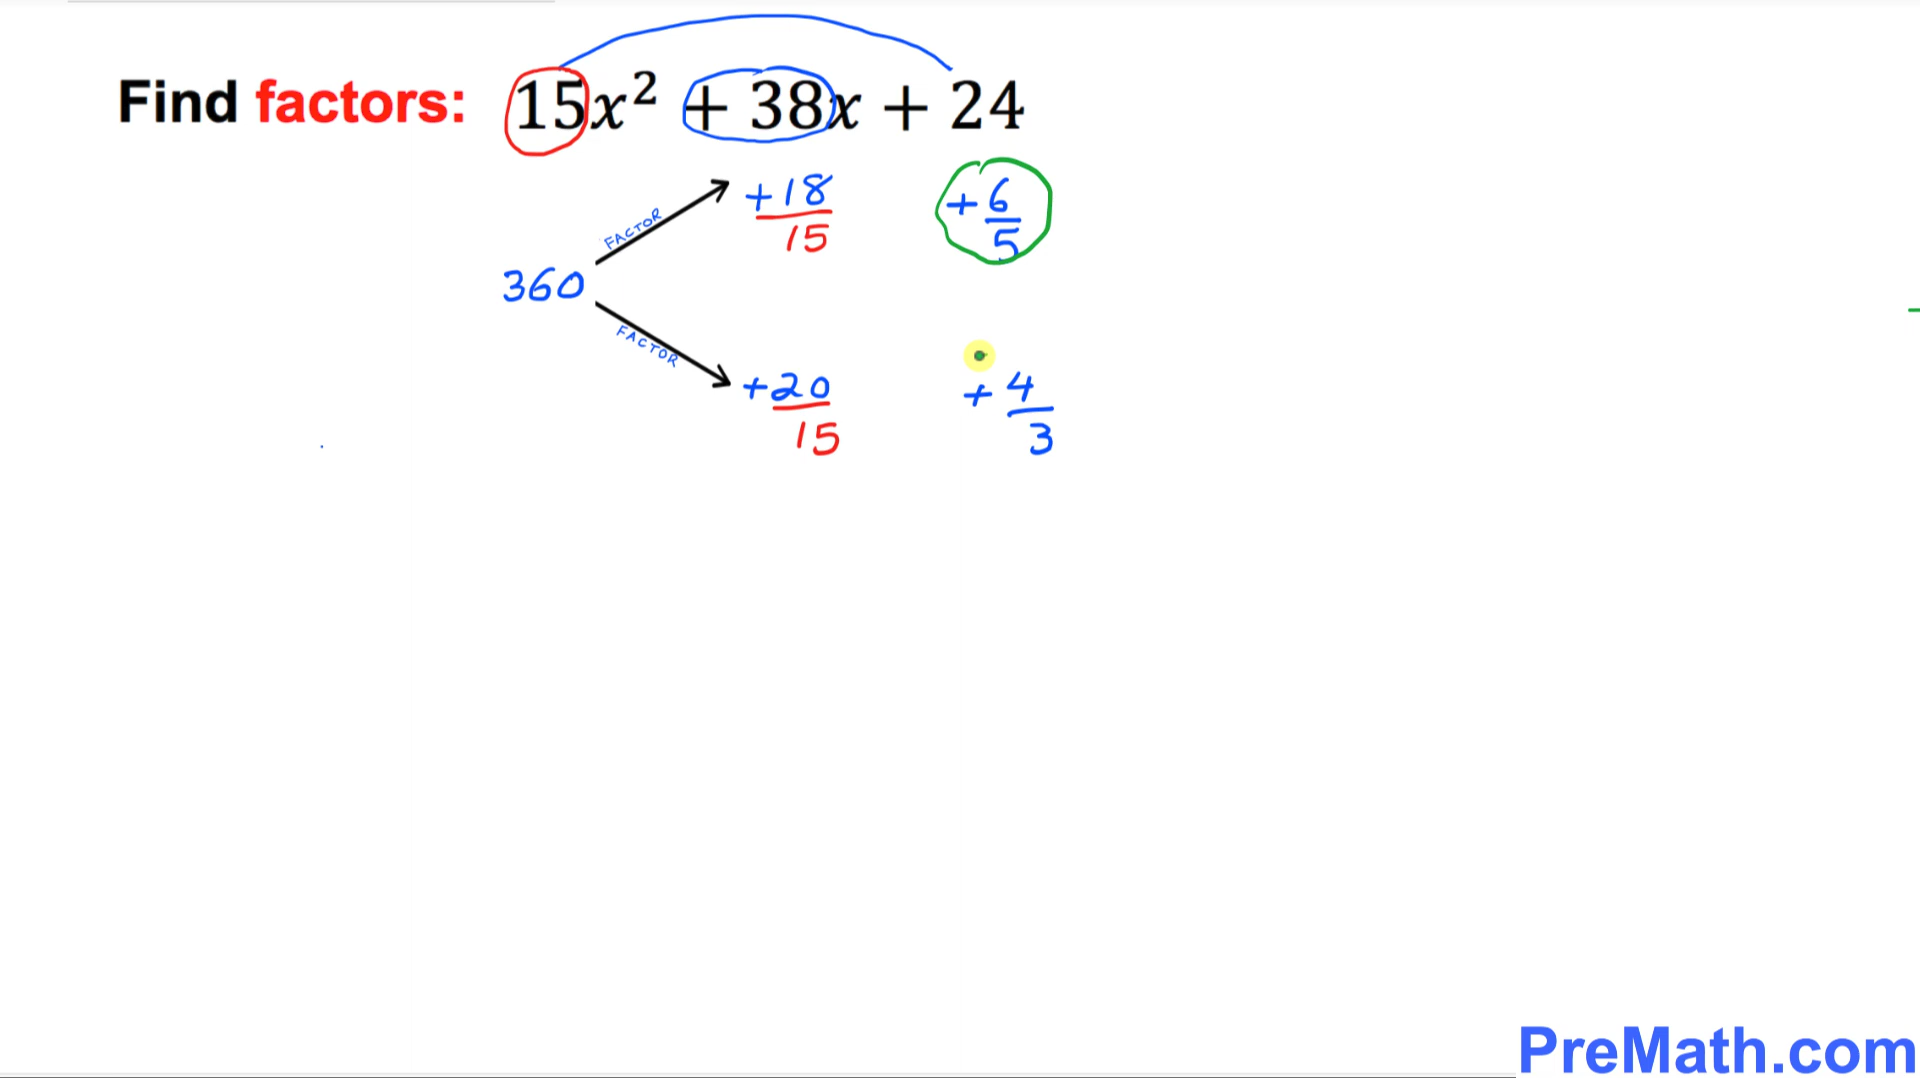 Find factors: 15x² + 38x + 24
+18
15
+6
5
FACTOR
360
FACTOR
+20
15
+4
3
PreMath.com